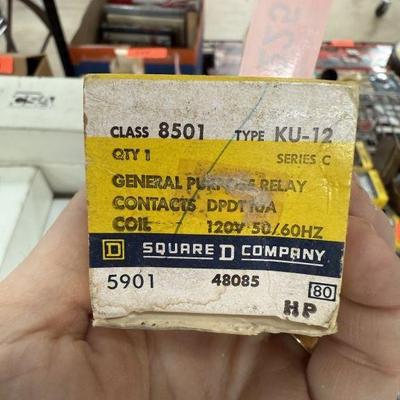 CLASS 8501 TYPE KU-12
QTY 1 SERIES C
GENERAL PURPOSE RELAY
CONTACTS DPDT 10A
COIL 120V 50/60HZ
D SQUARE D COMPANY
5901 48085 80
HP